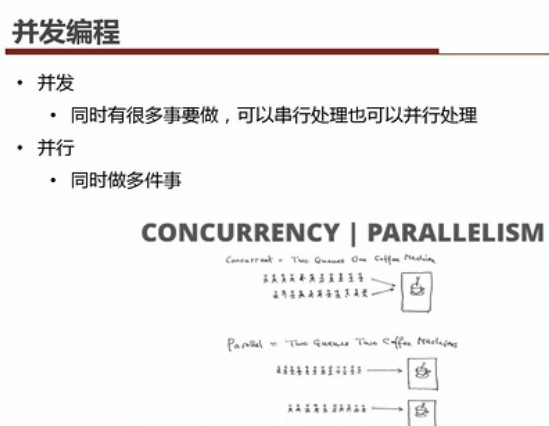 并发编程
• 并发
• 同时有很多事要做，可以串行处理也可以并行处理
• 并行
• 同时做多件事
CONCURRENCY | PARALLELISM
Concurrent = Two Queues One Coffee Machine
Parallel = Two Queues Two Coffee Machines